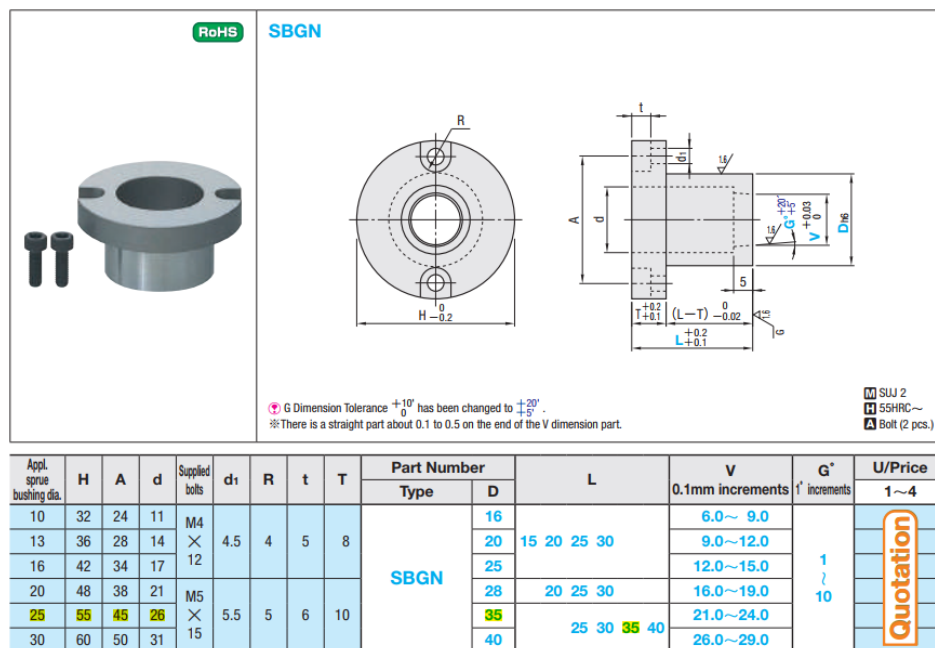 RoHS
SBGN
R
t
d1
1.6
A
d
G° +20' +5'
V +0.03 0
Dh6
1.6
5
H 0 -0.2
T+0.2 +0.1 (L-T) 0 -0.02
1.6
G
L+0.2 +0.1
G Dimension Tolerance +10' 0 has been changed to +20' +5' .
※There is a straight part about 0.1 to 0.5 on the end of the V dimension part.
M SUJ 2
H 55HRC~
A Bolt (2 pcs.)
Appl. sprue bushing dia. H A d Supplied bolts d1 R t T Part Number L V G° U/Price
Type D 0.1mm increments 1° increments 1~4
10 32 24 11 M4 × 12 4.5 4 5 8 SBGN 16 15 20 25 30 6.0~ 9.0 1 ~ 10 Quotation
13 36 28 14 20 9.0~12.0
16 42 34 17 25 12.0~15.0
20 48 38 21 M5 × 15 5.5 5 6 10 28 20 25 30 16.0~19.0
25 55 45 26 35 25 30 35 40 21.0~24.0
30 60 50 31 40 26.0~29.0